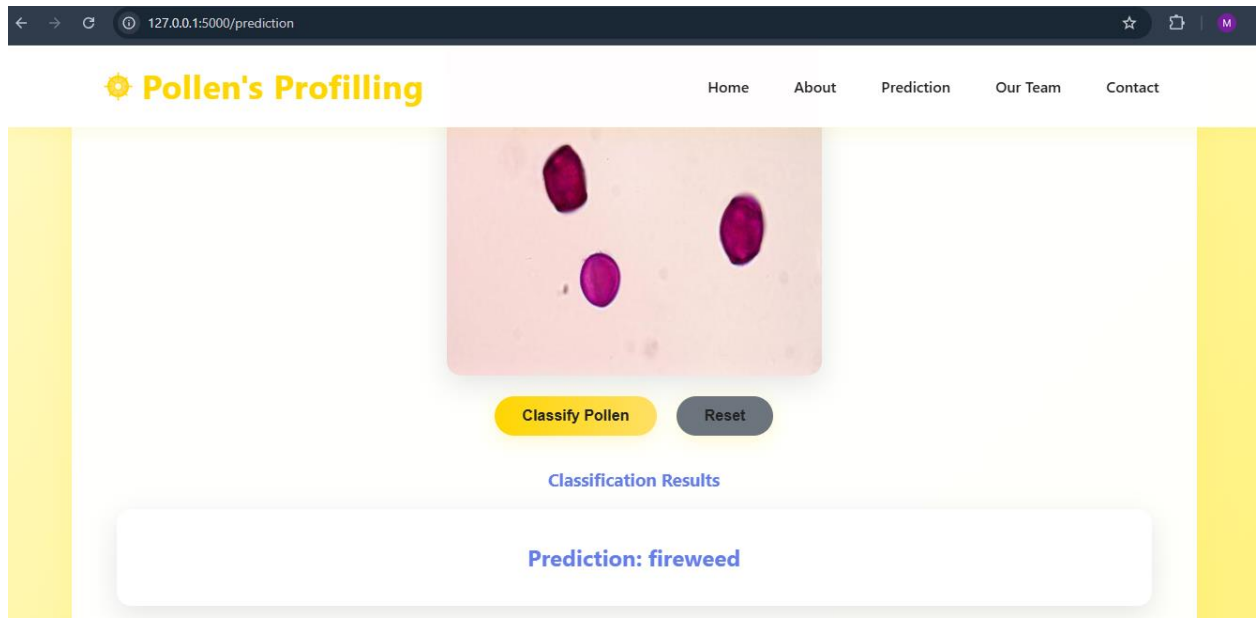 127.0.0.1:5000/prediction
M
Pollen's Profilling
Home About Prediction Our Team Contact
Classify Pollen Reset
Classification Results
Prediction: fireweed